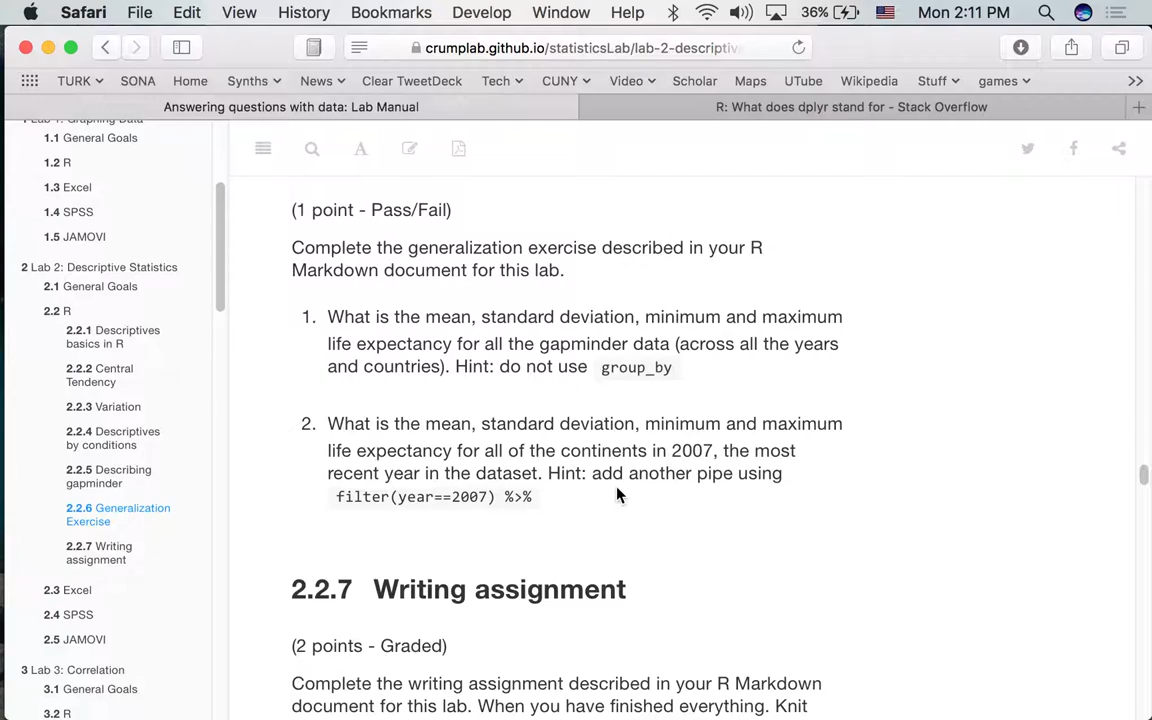 Safari File Edit View History Bookmarks Develop Window Help 36% Mon 2:11 PM
crumplab.github.io/statisticsLab/lab-2-descriptiv
TURK SONA Home Synths News Clear TweetDeck Tech CUNY Video Scholar Maps UTube Wikipedia Stuff games >>
Answering questions with data: Lab Manual
R: What does dplyr stand for - Stack Overflow
1 Lab 1: Graphing Data
1.1 General Goals
1.2 R
1.3 Excel
1.4 SPSS
1.5 JAMOVI
2 Lab 2: Descriptive Statistics
2.1 General Goals
2.2 R
2.2.1 Descriptives
basics in R
2.2.2 Central
Tendency
2.2.3 Variation
2.2.4 Descriptives
by conditions
2.2.5 Describing
gapminder
2.2.6 Generalization
Exercise
2.2.7 Writing
assignment
2.3 Excel
2.4 SPSS
2.5 JAMOVI
3 Lab 3: Correlation
3.1 General Goals
3.2 R
(1 point - Pass/Fail)
Complete the generalization exercise described in your R
Markdown document for this lab.
1. What is the mean, standard deviation, minimum and maximum
life expectancy for all the gapminder data (across all the years
and countries). Hint: do not use group_by
2. What is the mean, standard deviation, minimum and maximum
life expectancy for all of the continents in 2007, the most
recent year in the dataset. Hint: add another pipe using
filter(year==2007) %>%
2.2.7 Writing assignment
(2 points - Graded)
Complete the writing assignment described in your R Markdown
document for this lab. When you have finished everything. Knit